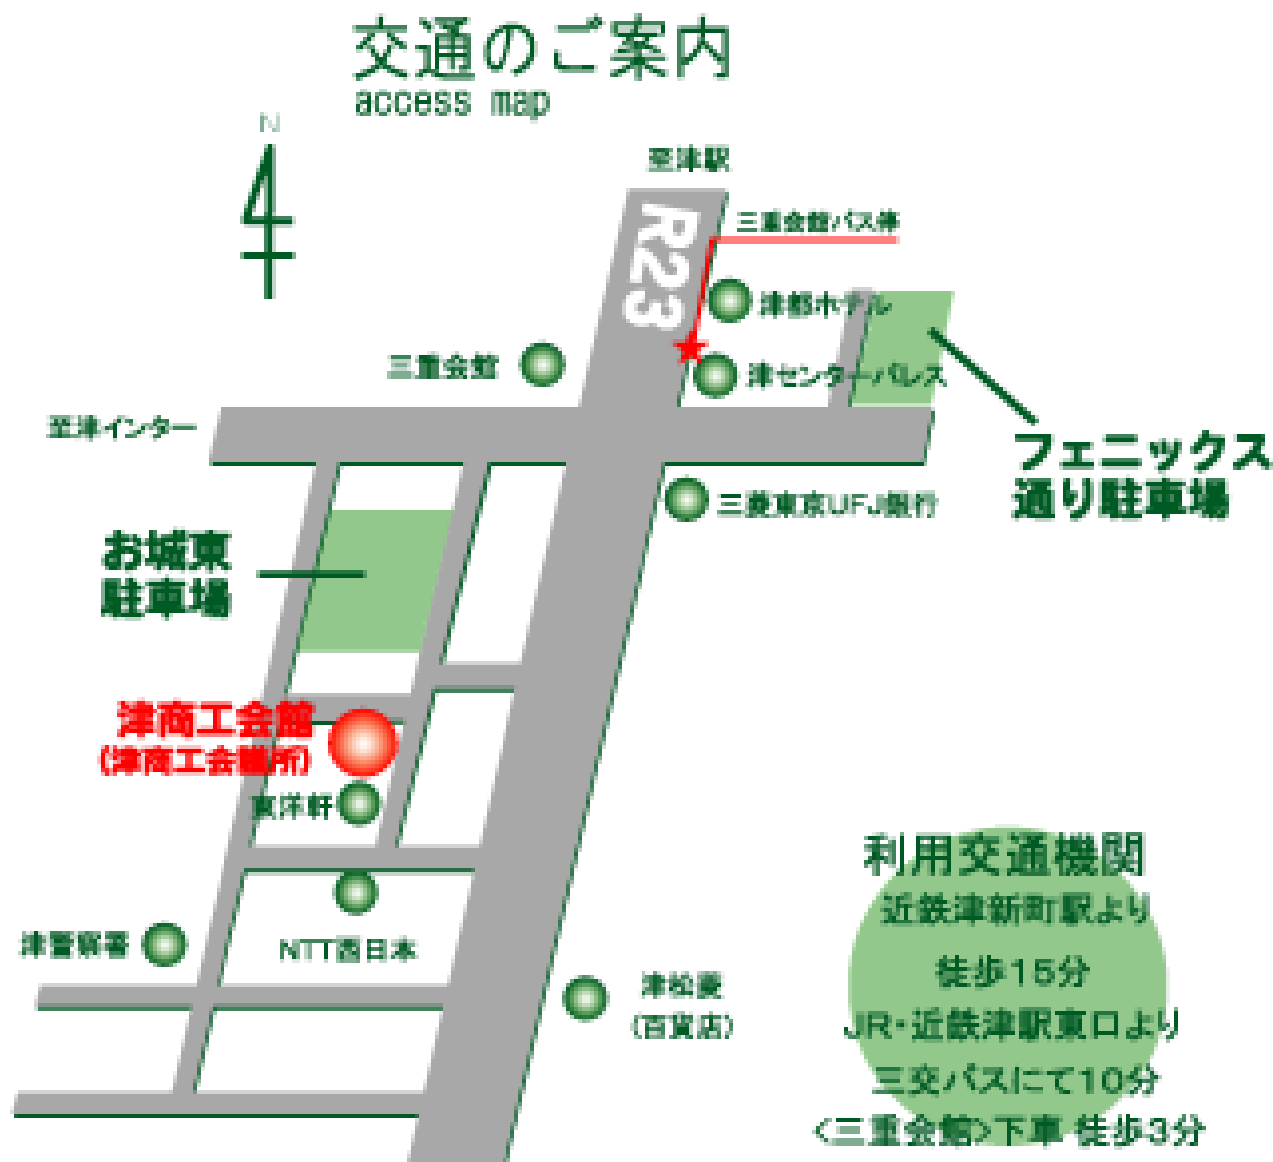 交通のご案内
access map
N
至津駅
R23
三重会館バス停
津都ホテル
三重会館
津センターパレス
至津インター
フェニックス
通り駐車場
三菱東京UFJ銀行
お城東
駐車場
津商工会館
(津商工会議所)
東洋軒
利用交通機関
近鉄津新町駅より
徒歩15分
JR・近鉄津駅東口より
三交バスにて10分
<三重会館>下車 徒歩3分
津警察署
NTT西日本
津松菱
(百貨店)